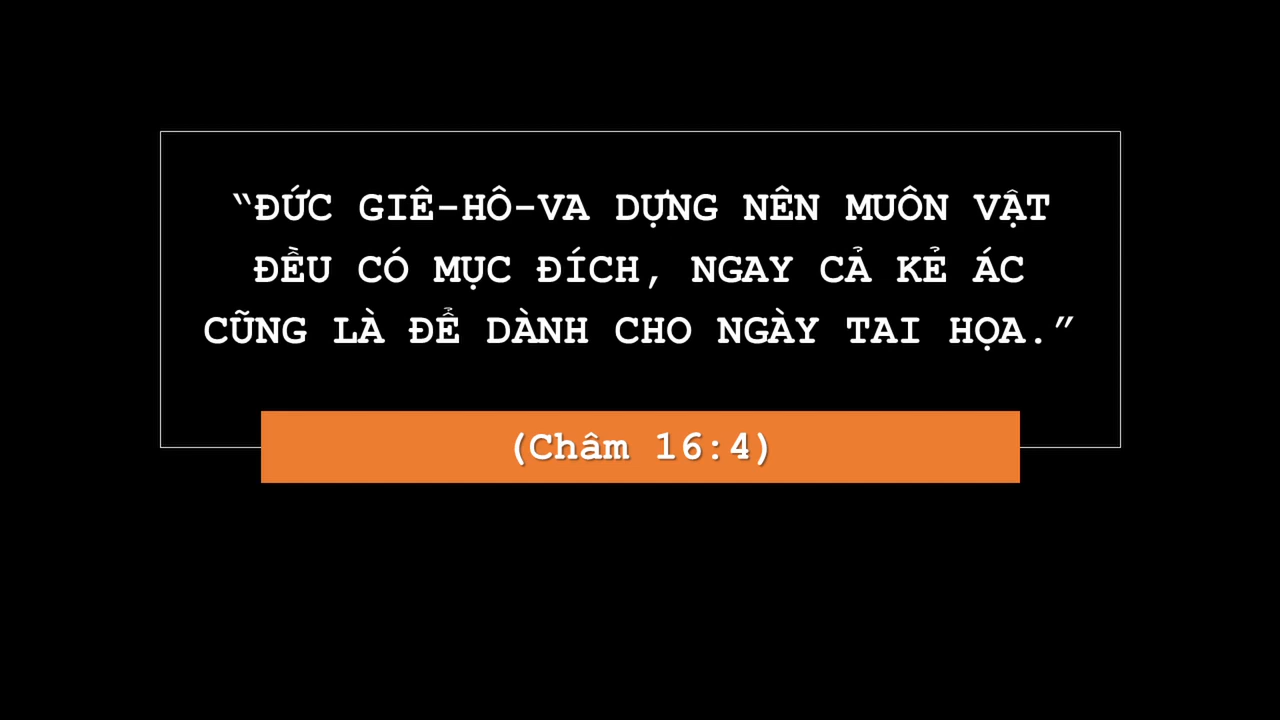 “ĐỨC GIÊ-HÔ-VA DỰNG NÊN MUÔN VẬT
ĐỀU CÓ MỤC ĐÍCH, NGAY CẢ KẺ ÁC
CŨNG LÀ ĐỂ DÀNH CHO NGÀY TAI HỌA.”
(Châm 16:4)